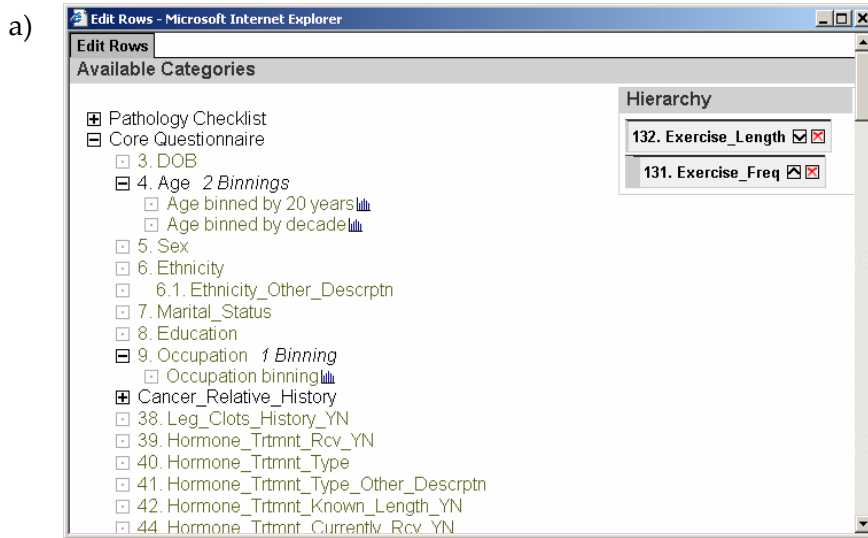 a)
Edit Rows - Microsoft Internet Explorer
Edit Rows
Available Categories
Pathology Checklist
Core Questionnaire
3. DOB
4. Age 2 Binnings
Age binned by 20 years
Age binned by decade
5. Sex
6. Ethnicity
6.1. Ethnicity_Other_Descrptn
7. Marital_Status
8. Education
9. Occupation 1 Binning
Occupation binning
Cancer_Relative_History
38. Leg_Clots_History_YN
39. Hormone_Trtmnt_Rcv_YN
40. Hormone_Trtmnt_Type
41. Hormone_Trtmnt_Type_Other_Descrptn
42. Hormone_Trtmnt_Known_Length_YN
44. Hormone_Trtmnt_Currently_Rcv_YN
Hierarchy
132. Exercise_Length
131. Exercise_Freq